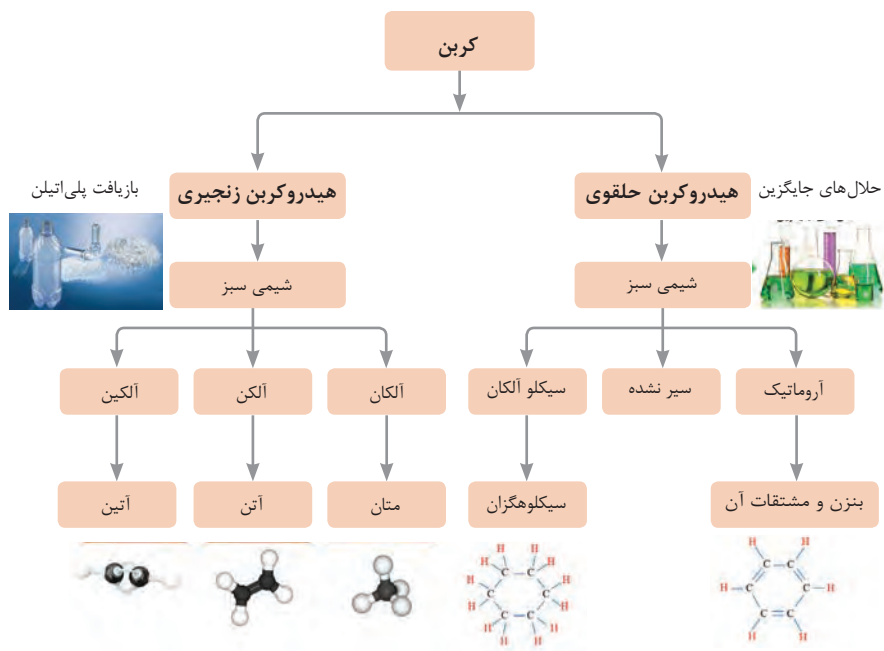 کربن
هیدروکربن حلقوی
هیدروکربن زنجیری
حلال‌های جایگزین
بازیافت پلی‌اتیلن
شیمی سبز
شیمی سبز
آروماتیک
سیر نشده
سیکلو آلکان
آلکان
آلکن
آلکین
بنزن و مشتقات آن
سیکلوهگزان
متان
آتن
آتین
H H H H
H H
C C
H H
C C
H H
C C
H H H H
H H
C C
H C C H
C C
H H